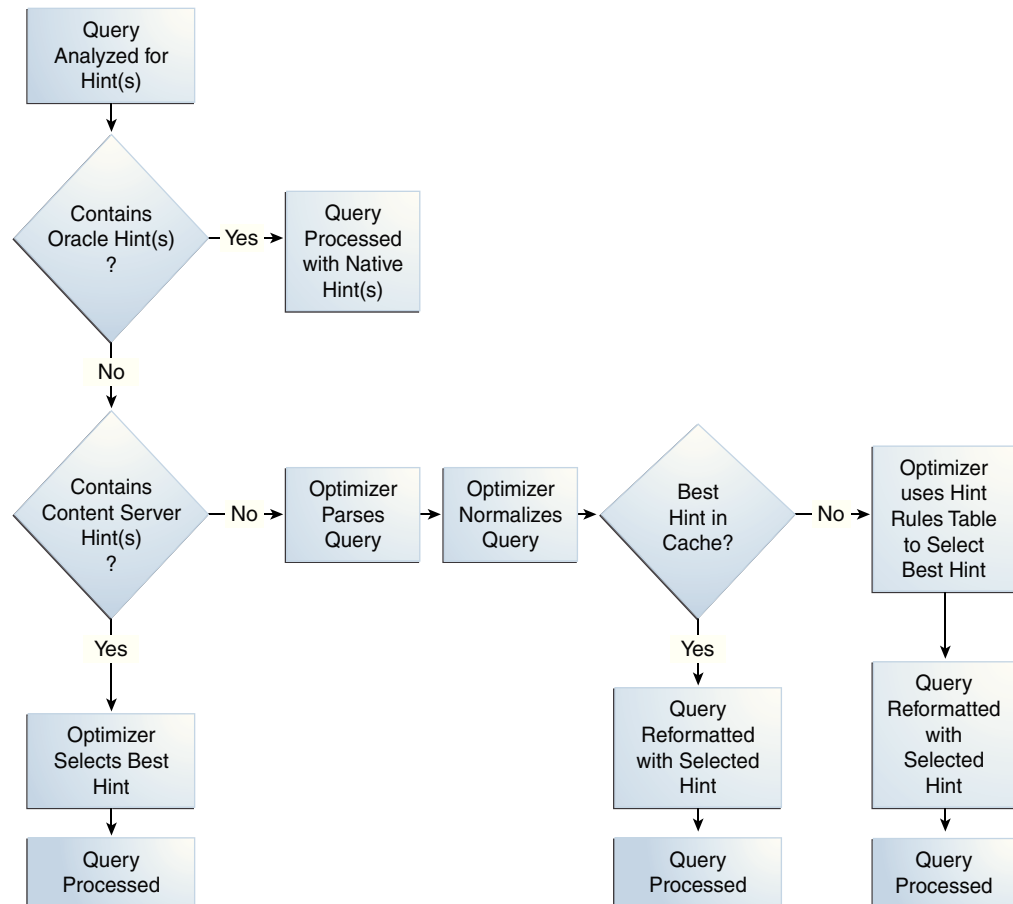 Query
Analyzed for
Hint(s)
Contains
Oracle Hint(s)
?
Yes
Query
Processed
with Native
Hint(s)
No
Contains
Content Server
Hint(s)
?
No
Optimizer
Parses
Query
Optimizer
Normalizes
Query
Best
Hint in
Cache?
No
Optimizer
uses Hint
Rules Table
to Select
Best Hint
Yes
Optimizer
Selects Best
Hint
Query
Processed
Yes
Query
Reformatted
with Selected
Hint
Query
Processed
Query
Reformatted
with
Selected
Hint
Query
Processed